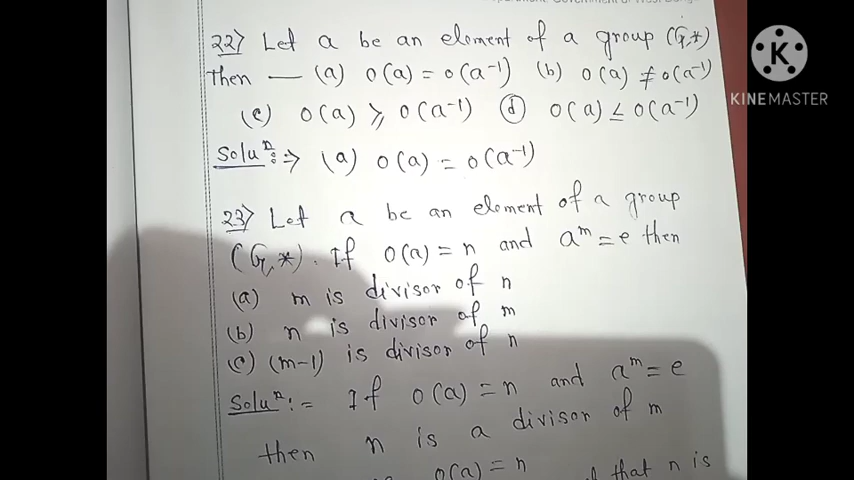 22) Let a be an element of a group (G,*)
then — (a) o(a) = o(a⁻¹) (b) o(a) ≠ o(a⁻¹)
(c) o(a) ⩾ o(a⁻¹) (d) o(a) ≤ o(a⁻¹)
Soluⁿ:⇒ (a) o(a) = o(a⁻¹)
23) Let a be an element of a group
(G,*). If o(a) = n and aᵐ = e then
(a) m is divisor of n
(b) n is divisor of m
(c) (m-1) is divisor of n
Soluⁿ:= If o(a) = n and aᵐ = e
then n is a divisor of m
o(a) = n that n is
KINEMASTER